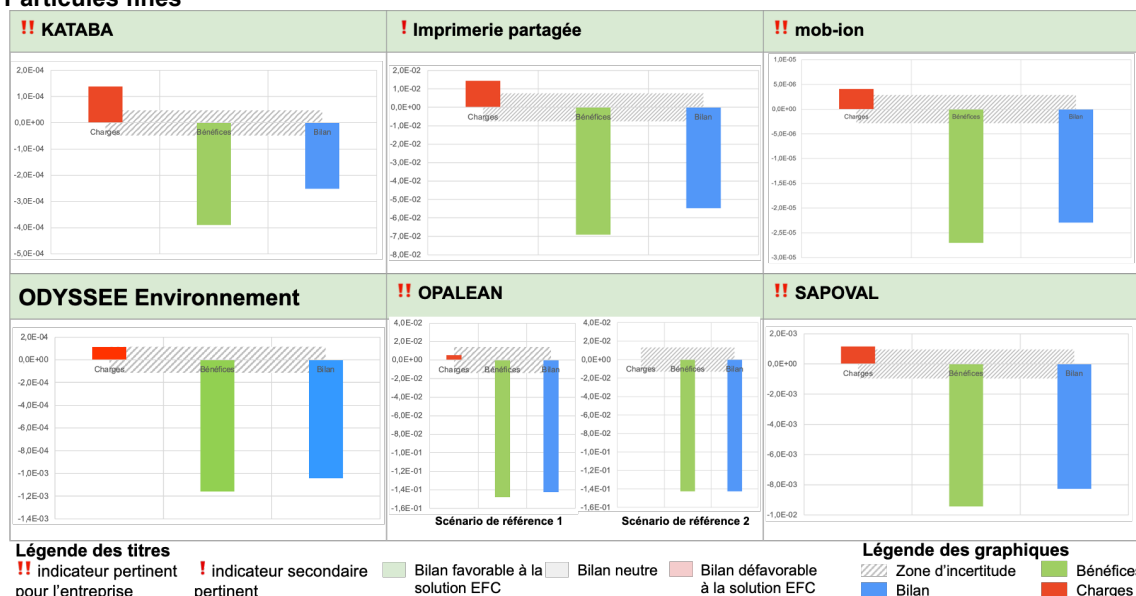 Particules fines
!! KATABA
! Imprimerie partagée
!! mob-ion
2,0E-04
1,0E-04
0,0E+00
-1,0E-04
-2,0E-04
-3,0E-04
-4,0E-04
-5,0E-04
Charges
Bénéfices
Bilan
2,0E-02
1,0E-02
0,0E+00
-1,0E-02
-2,0E-02
-3,0E-02
-4,0E-02
-5,0E-02
-6,0E-02
-7,0E-02
-8,0E-02
Charges
Bénéfices
Bilan
1,0E-05
5,0E-06
0,0E+00
-5,0E-06
-1,0E-05
-1,5E-05
-2,0E-05
-2,5E-05
-3,0E-05
Charges
Bénéfices
Bilan
ODYSSEE Environnement
!! OPALEAN
!! SAPOVAL
2,0E-04
0,0E+00
-2,0E-04
-4,0E-04
-6,0E-04
-8,0E-04
-1,0E-03
-1,2E-03
-1,4E-03
Charges
Bénéfices
Bilan
4,0E-02
2,0E-02
0,0E+00
-2,0E-02
-4,0E-02
-6,0E-02
-8,0E-02
-1,0E-01
-1,2E-01
-1,4E-01
-1,6E-01
Charges
Bénéfices
Bilan
Scénario de référence 1
4,0E-02
2,0E-02
0,0E+00
-2,0E-02
-4,0E-02
-6,0E-02
-8,0E-02
-1,0E-01
-1,2E-01
-1,4E-01
-1,6E-01
Charges
Bénéfices
Bilan
Scénario de référence 2
2,0E-03
0,0E+00
-2,0E-03
-4,0E-03
-6,0E-03
-8,0E-03
-1,0E-02
Charges
Bénéfices
Bilan
Légende des titres
!! indicateur pertinent
pour l'entreprise
! indicateur secondaire
pertinent
Bilan favorable à la
solution EFC
Bilan neutre
Bilan défavorable
à la solution EFC
Légende des graphiques
Zone d'incertitude
Bénéfices
Bilan
Charges